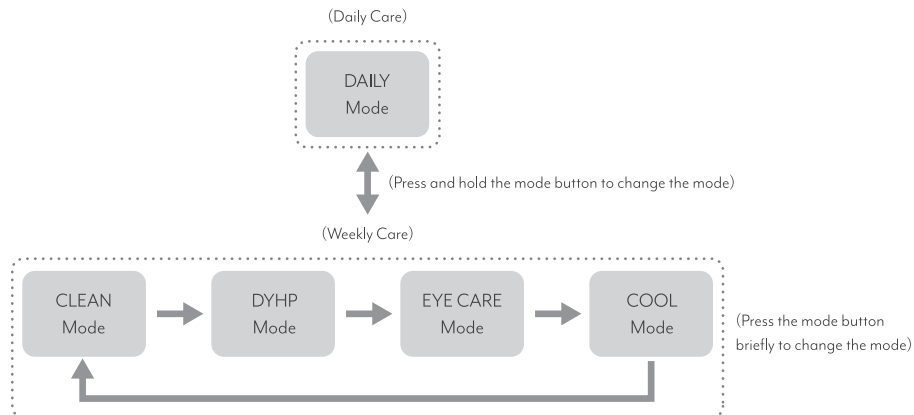 (Daily Care)
DAILY
Mode
(Press and hold the mode button to change the mode)
(Weekly Care)
CLEAN
Mode
DYHP
Mode
EYE CARE
Mode
COOL
Mode
(Press the mode button
briefly to change the mode)